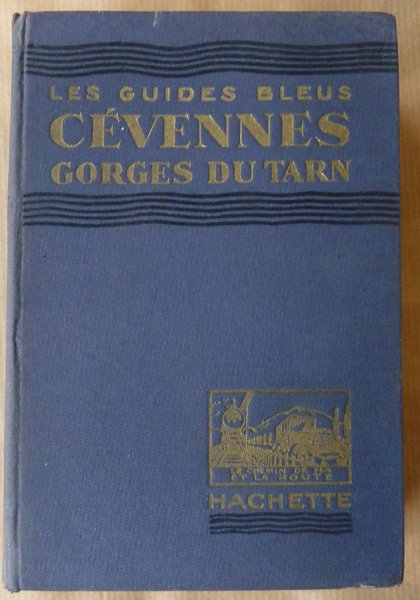 LES GUIDES BLEUS
CÉVENNES
GORGES DU TARN
LE CHEMIN DE FER
ET LA ROUTE
HACHETTE